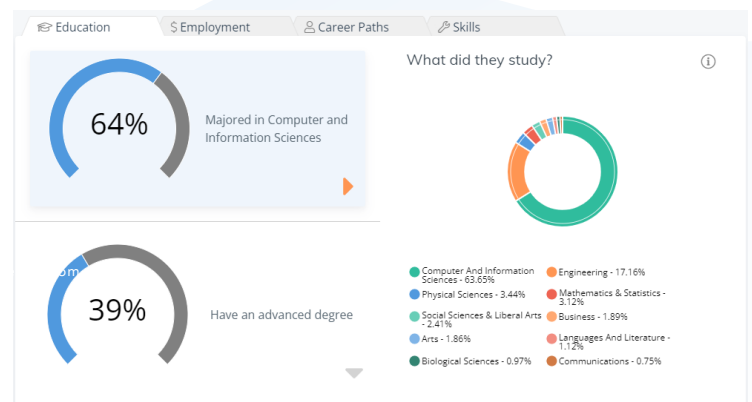 Education
$ Employment
Career Paths
Skills
64%
Majored in Computer and
Information Sciences
om
39%
Have an advanced degree
What did they study?
i
Computer And Information
Sciences - 63.65%
Engineering - 17.16%
Physical Sciences - 3.44%
Mathematics & Statistics -
3.12%
Social Sciences & Liberal Arts
- 2.41%
Business - 1.89%
Arts - 1.86%
Languages And Literature -
1.12%
Biological Sciences - 0.97%
Communications - 0.75%